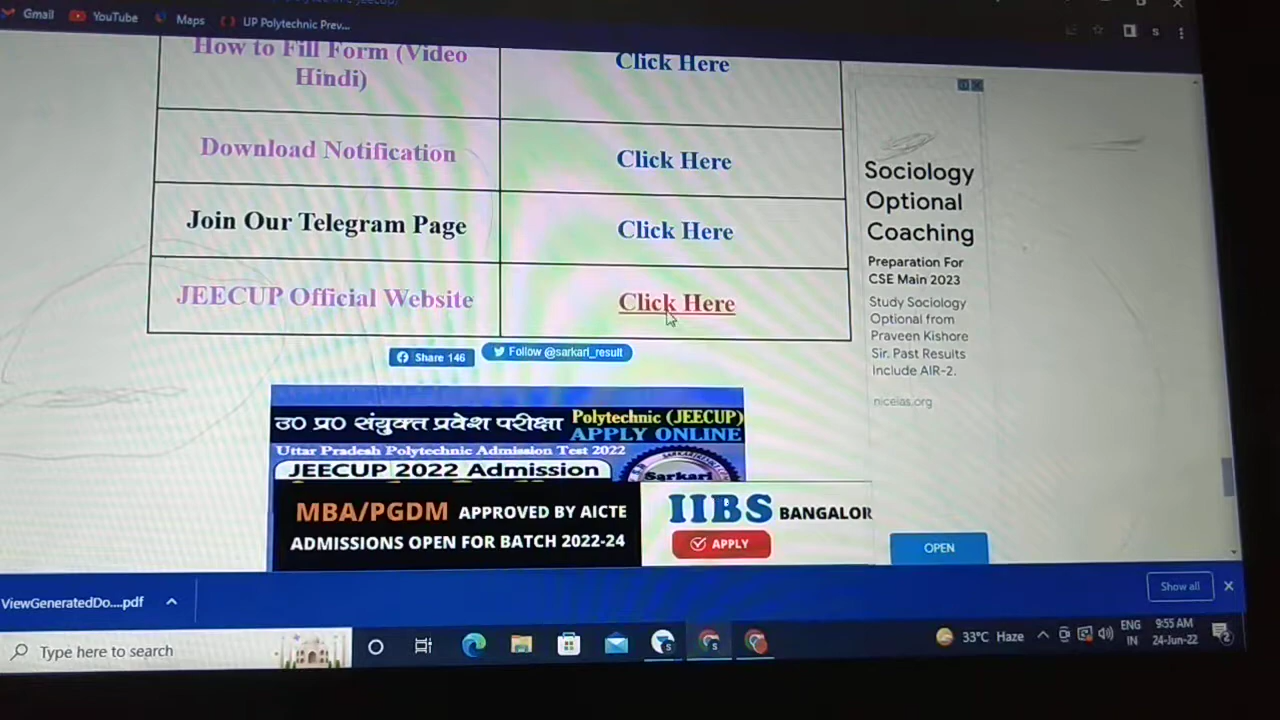 Gmail
YouTube
Maps
UP Polytechnic Prev...
S
How to Fill Form (Video
Hindi)
Click Here
Download Notification
Click Here
Join Our Telegram Page
Click Here
JEECUP Official Website
Click Here
Share 146
Follow @sarkari_result
Sociology
Optional
Coaching
Preparation For
CSE Main 2023
Study Sociology
Optional from
Praveen Kishore
Sir. Past Results
Include AIR-2.
niceias.org
उ० प्र० संयुक्त प्रवेश परीक्षा
Polytechnic (JEECUP)
APPLY ONLINE
Uttar Pradesh Polytechnic Admission Test 2022
JEECUP 2022 Admission
Sarkari
MBA/PGDM APPROVED BY AICTE
ADMISSIONS OPEN FOR BATCH 2022-24
IIBS BANGALOR
APPLY
OPEN
ViewGeneratedDo....pdf
Show all
Type here to search
33°C Haze
ENG
IN
9:55 AM
24-Jun-22
2